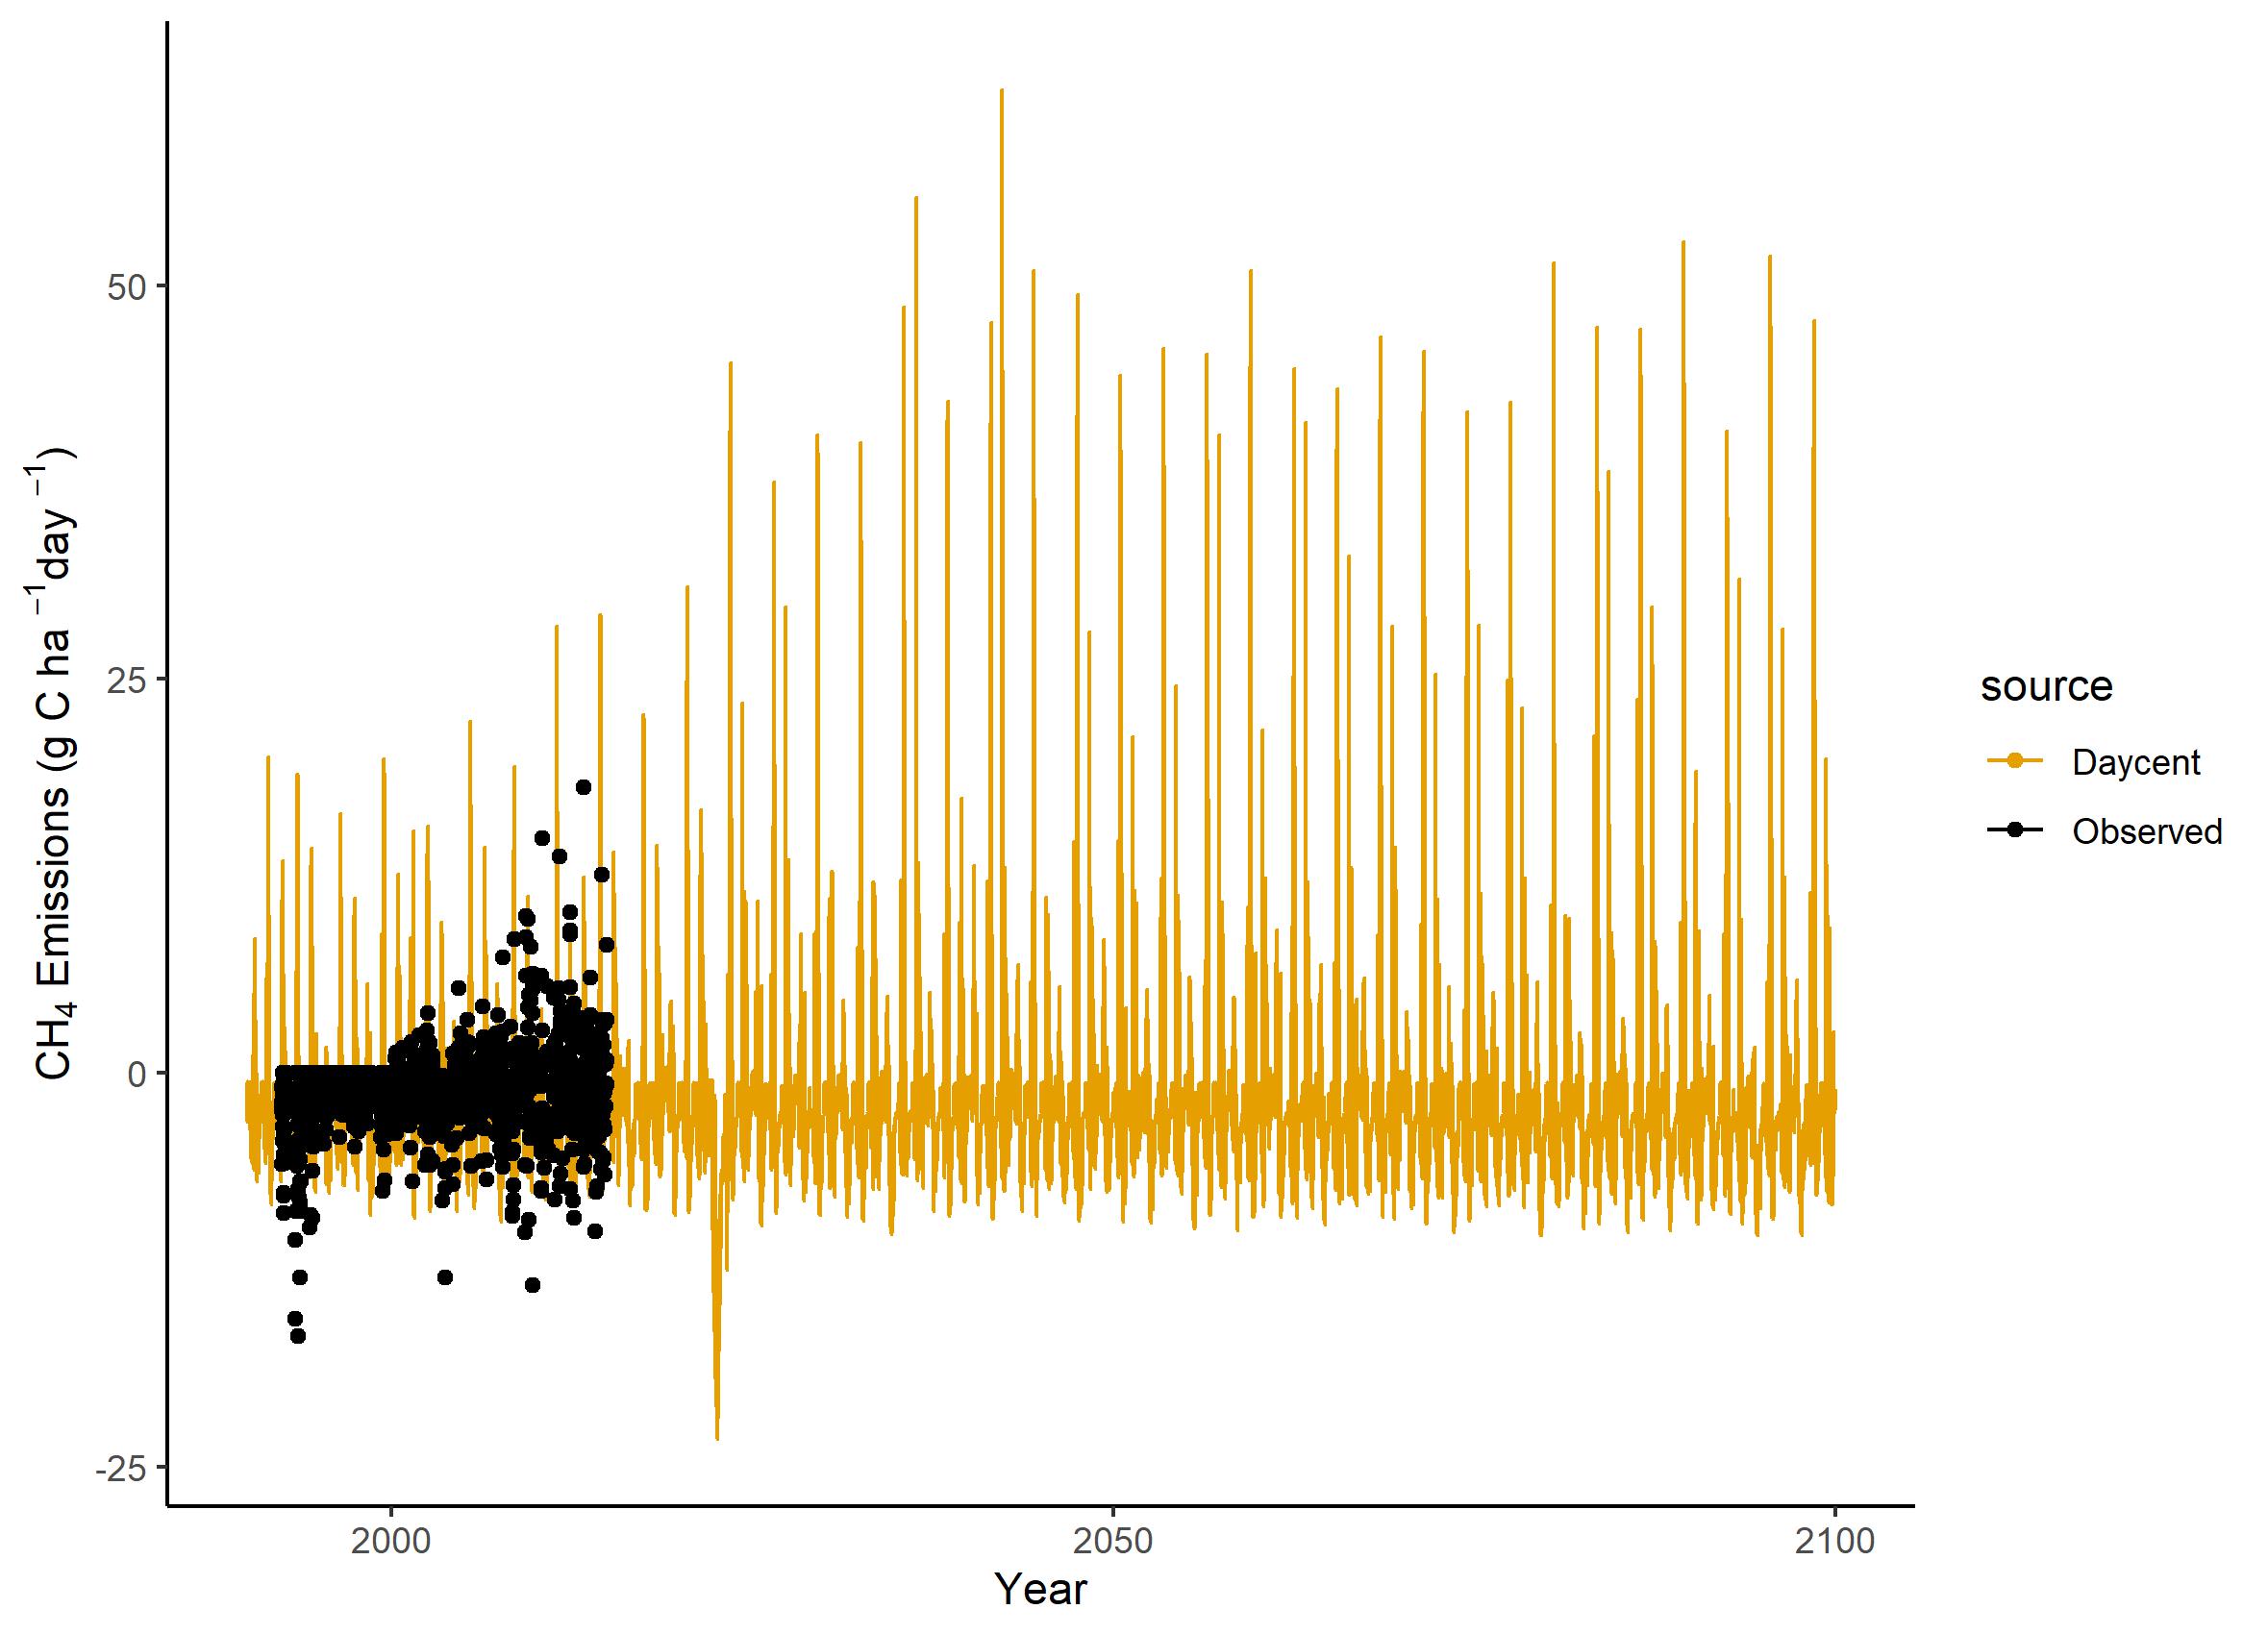 CH₄ Emissions (g C ha ⁻¹day ⁻¹)
50
25
0
-25
2000 2050 2100
Year
source
Daycent
Observed